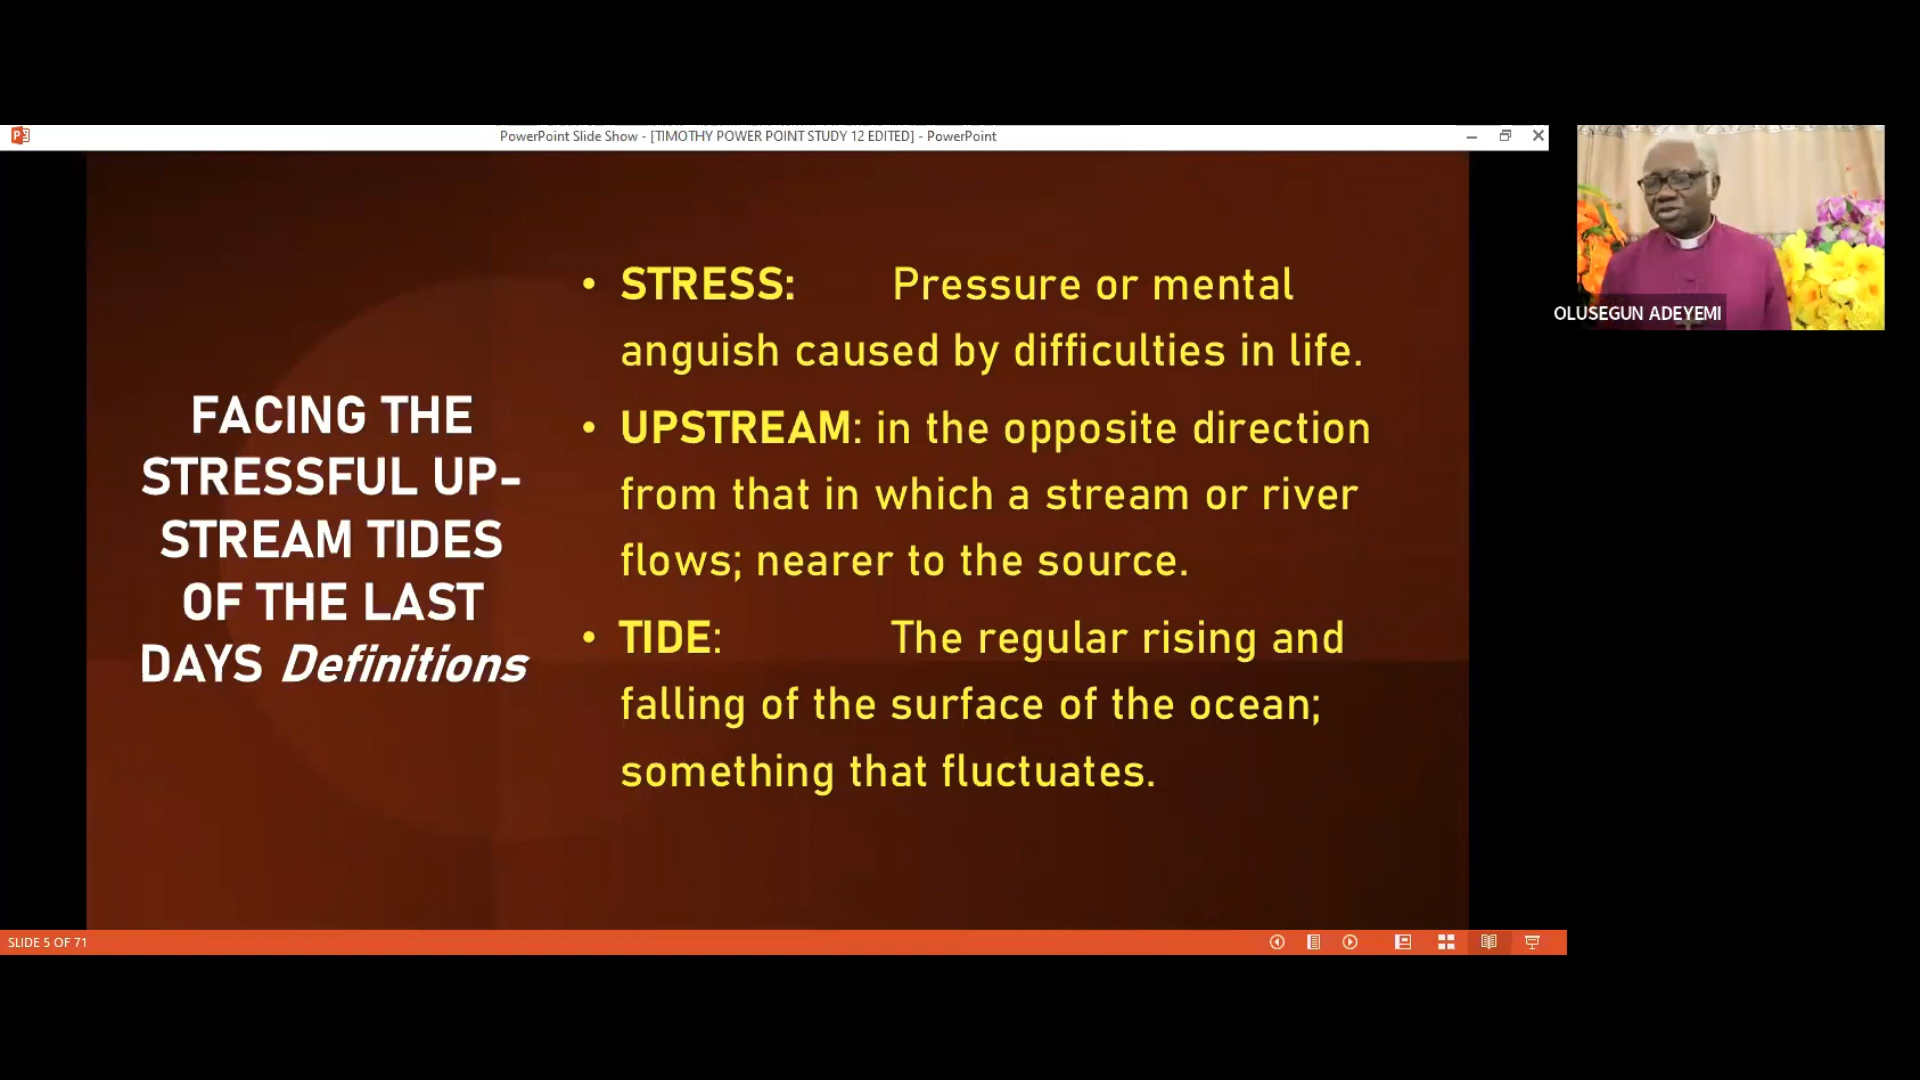 PowerPoint Slide Show - [TIMOTHY POWER POINT STUDY 12 EDITED] - PowerPoint
FACING THE
STRESSFUL UP-
STREAM TIDES
OF THE LAST
DAYS Definitions
• STRESS: Pressure or mental
anguish caused by difficulties in life.
• UPSTREAM: in the opposite direction
from that in which a stream or river
flows; nearer to the source.
• TIDE: The regular rising and
falling of the surface of the ocean;
something that fluctuates.
OLUSEGUN ADEYEMI
SLIDE 5 OF 71